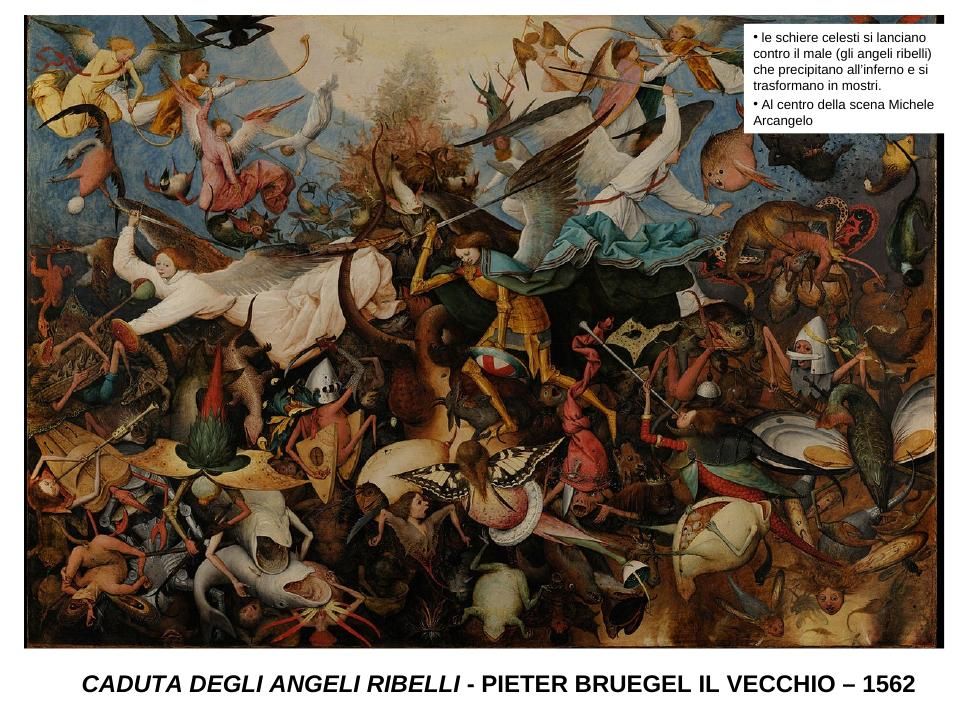 • le schiere celesti si lanciano
contro il male (gli angeli ribelli)
che precipitano all'inferno e si
trasformano in mostri.
• Al centro della scena Michele
Arcangelo
CADUTA DEGLI ANGELI RIBELLI - PIETER BRUEGEL IL VECCHIO – 1562